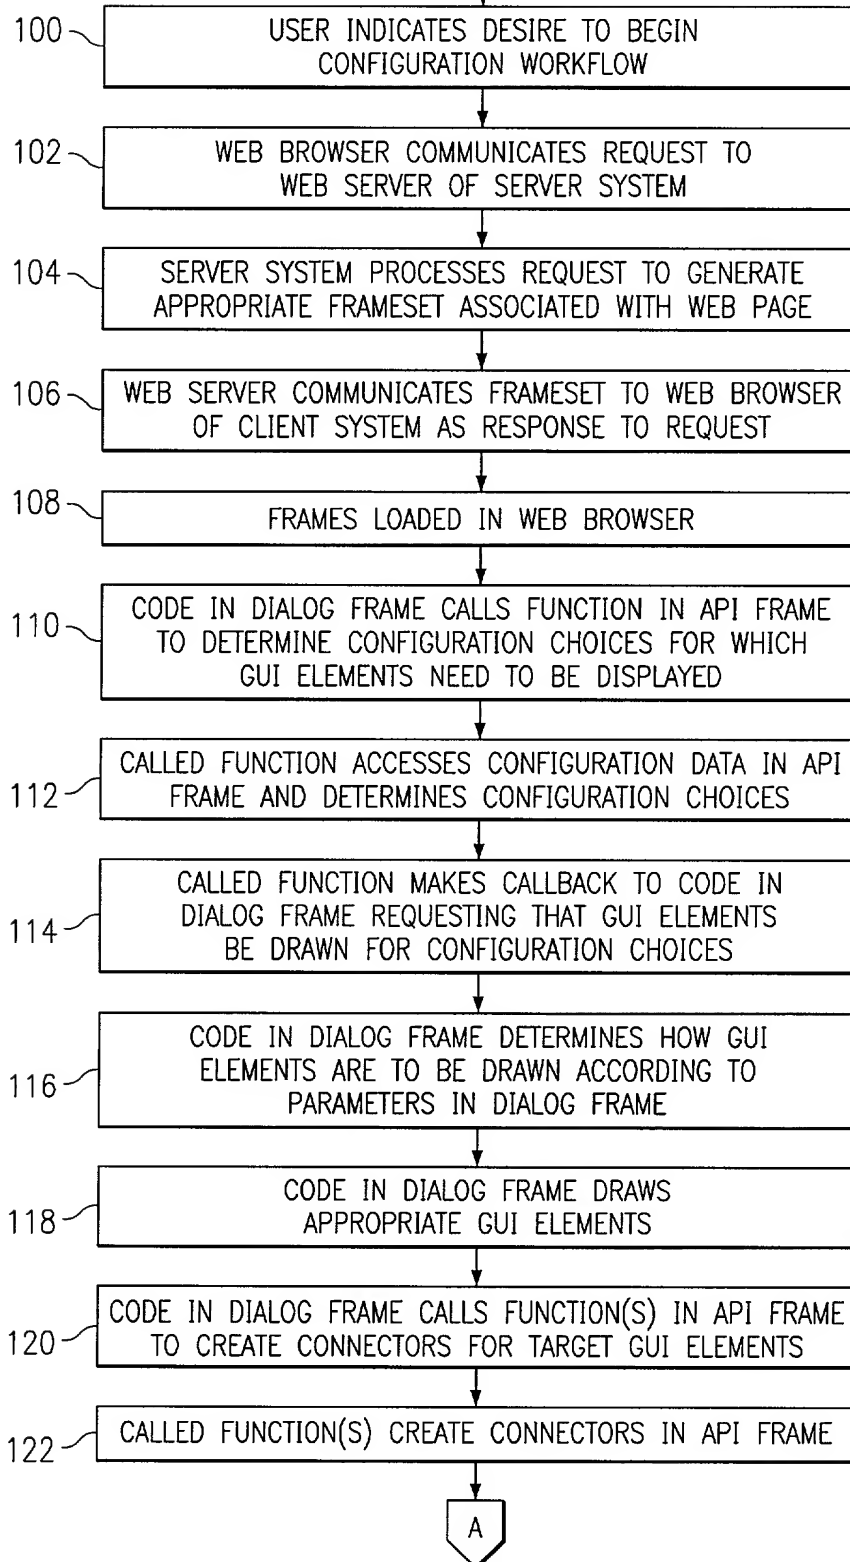 100
USER INDICATES DESIRE TO BEGIN
CONFIGURATION WORKFLOW
102
WEB BROWSER COMMUNICATES REQUEST TO
WEB SERVER OF SERVER SYSTEM
104
SERVER SYSTEM PROCESSES REQUEST TO GENERATE
APPROPRIATE FRAMESET ASSOCIATED WITH WEB PAGE
106
WEB SERVER COMMUNICATES FRAMESET TO WEB BROWSER
OF CLIENT SYSTEM AS RESPONSE TO REQUEST
108
FRAMES LOADED IN WEB BROWSER
110
CODE IN DIALOG FRAME CALLS FUNCTION IN API FRAME
TO DETERMINE CONFIGURATION CHOICES FOR WHICH
GUI ELEMENTS NEED TO BE DISPLAYED
112
CALLED FUNCTION ACCESSES CONFIGURATION DATA IN API
FRAME AND DETERMINES CONFIGURATION CHOICES
114
CALLED FUNCTION MAKES CALLBACK TO CODE IN
DIALOG FRAME REQUESTING THAT GUI ELEMENTS
BE DRAWN FOR CONFIGURATION CHOICES
116
CODE IN DIALOG FRAME DETERMINES HOW GUI
ELEMENTS ARE TO BE DRAWN ACCORDING TO
PARAMETERS IN DIALOG FRAME
118
CODE IN DIALOG FRAME DRAWS
APPROPRIATE GUI ELEMENTS
120
CODE IN DIALOG FRAME CALLS FUNCTION(S) IN API FRAME
TO CREATE CONNECTORS FOR TARGET GUI ELEMENTS
122
CALLED FUNCTION(S) CREATE CONNECTORS IN API FRAME
A